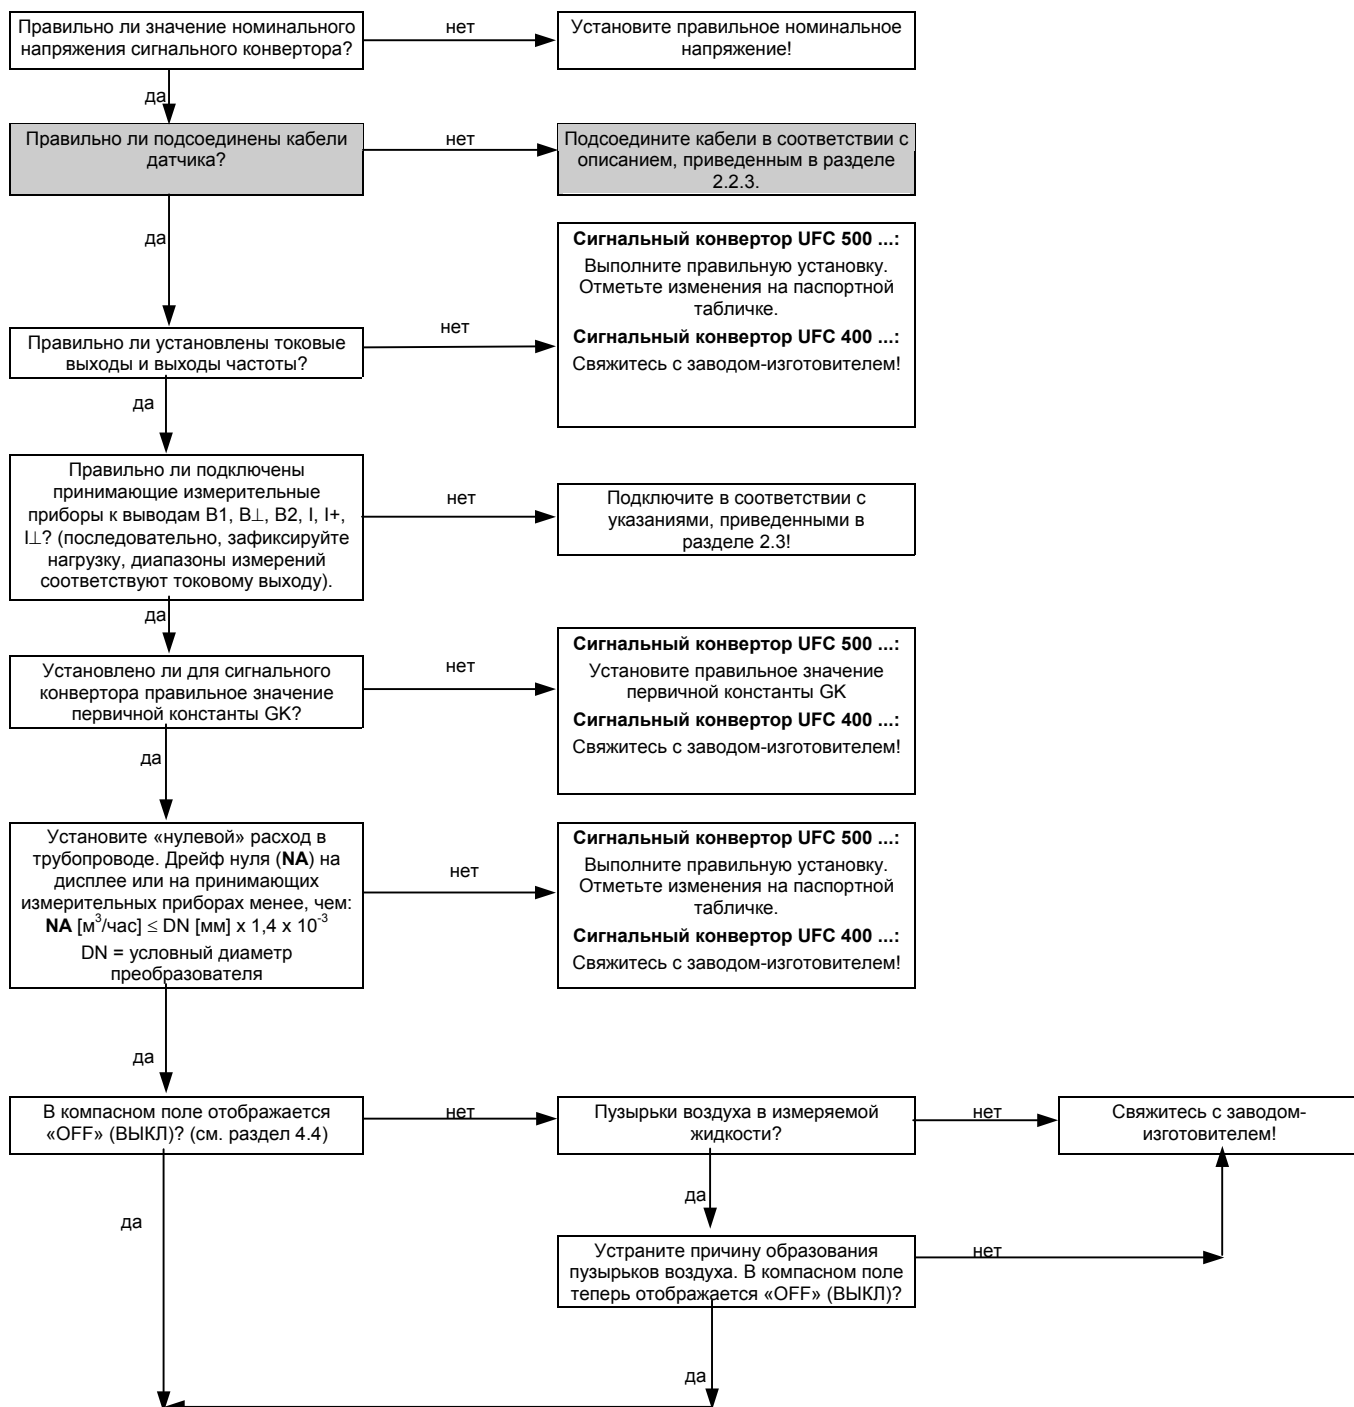 Правильно ли значение номинального
напряжения сигнального конвертора?
нет
Установите правильное номинальное
напряжение!
да
Правильно ли подсоединены кабели
датчика?
нет
Подсоедините кабели в соответствии с
описанием, приведенным в разделе
2.2.3.
да
Сигнальный конвертор UFC 500 ...:
Выполните правильную установку.
Отметьте изменения на паспортной
табличке.
Сигнальный конвертор UFC 400 ...:
Свяжитесь с заводом-изготовителем!
нет
Правильно ли установлены токовые
выходы и выходы частоты?
да
Правильно ли подключены
принимающие измерительные
приборы к выводам B1, B⊥, B2, I, I+,
I⊥? (последовательно, зафиксируйте
нагрузку, диапазоны измерений
соответствуют токовому выходу).
нет
Подключите в соответствии с
указаниями, приведенными в
разделе 2.3!
да
Установлено ли для сигнального
конвертора правильное значение
первичной константы GK?
нет
Сигнальный конвертор UFC 500 ...:
Установите правильное значение
первичной константы GK
Сигнальный конвертор UFC 400 ...:
Свяжитесь с заводом-изготовителем!
да
Установите «нулевой» расход в
трубопроводе. Дрейф нуля (NA) на
дисплее или на принимающих
измерительных приборах менее, чем:
NA [м³/час] ≤ DN [мм] x 1,4 x 10⁻³
DN = условный диаметр
преобразователя
нет
Сигнальный конвертор UFC 500 ...:
Выполните правильную установку.
Отметьте изменения на паспортной
табличке.
Сигнальный конвертор UFC 400 ...:
Свяжитесь с заводом-изготовителем!
да
В компасном поле отображается
«OFF» (ВЫКЛ)? (см. раздел 4.4)
нет
Пузырьки воздуха в измеряемой
жидкости?
нет
Свяжитесь с заводом-
изготовителем!
да
да
Устраните причину образования
пузырьков воздуха. В компасном поле
теперь отображается «OFF» (ВЫКЛ)?
нет
да